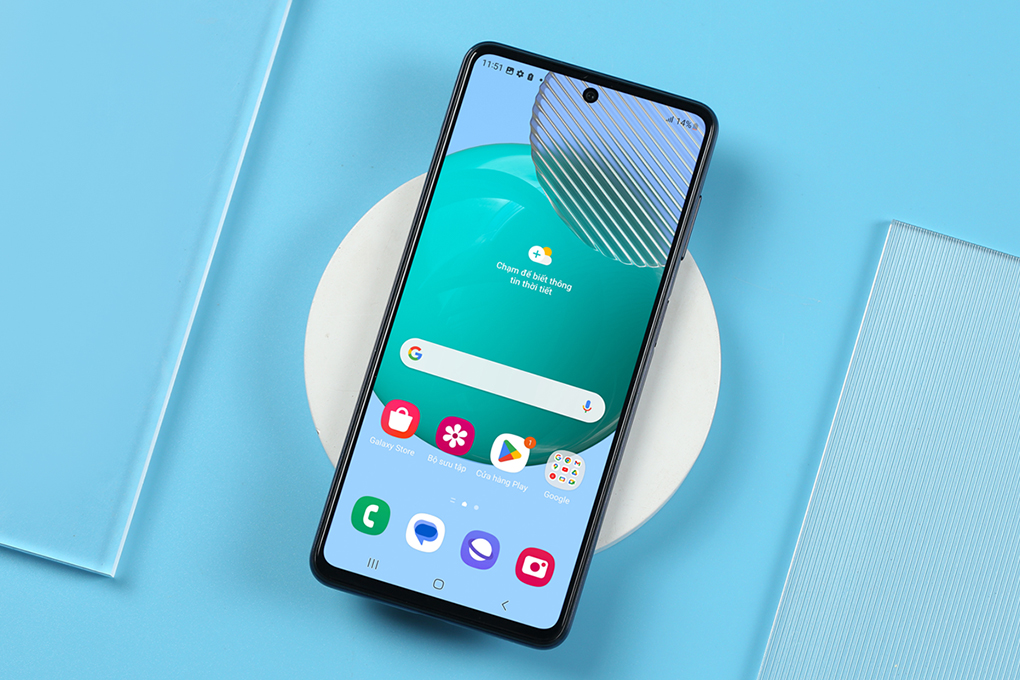 11:51
14%
Chạm để biết thông
tin thời tiết
Galaxy Store
Bộ sưu tập
Cửa hàng Play
1
Google